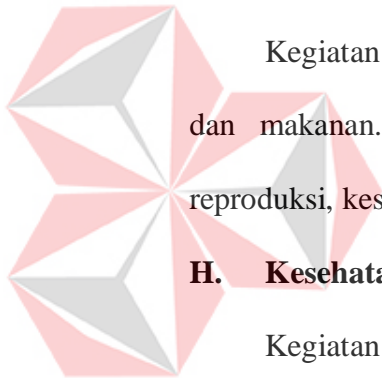 Kegiatan
dan makanan.
reproduksi, kes
H. Kesehata
Kegiatan